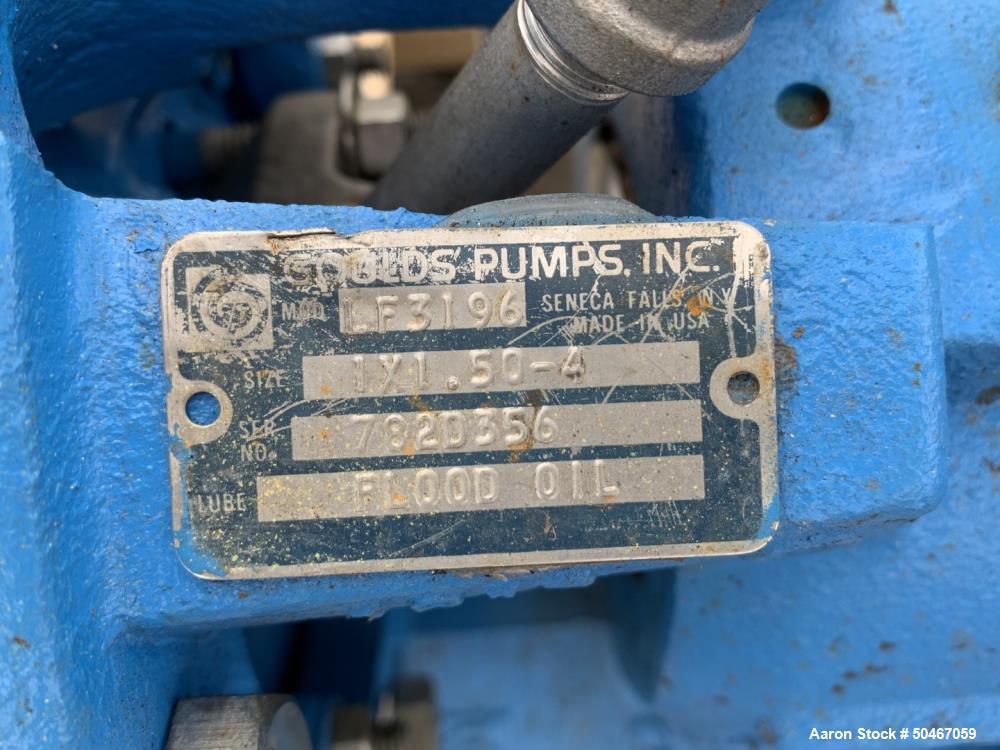 GOULDS PUMPS, INC.
MOD. LF3196
SENECA FALLS, N.Y.
MADE IN USA
SIZE 1X1.50-4
SER. NO. 792D356
LUBE FLOOD OIL
Aaron Stock # 50467059